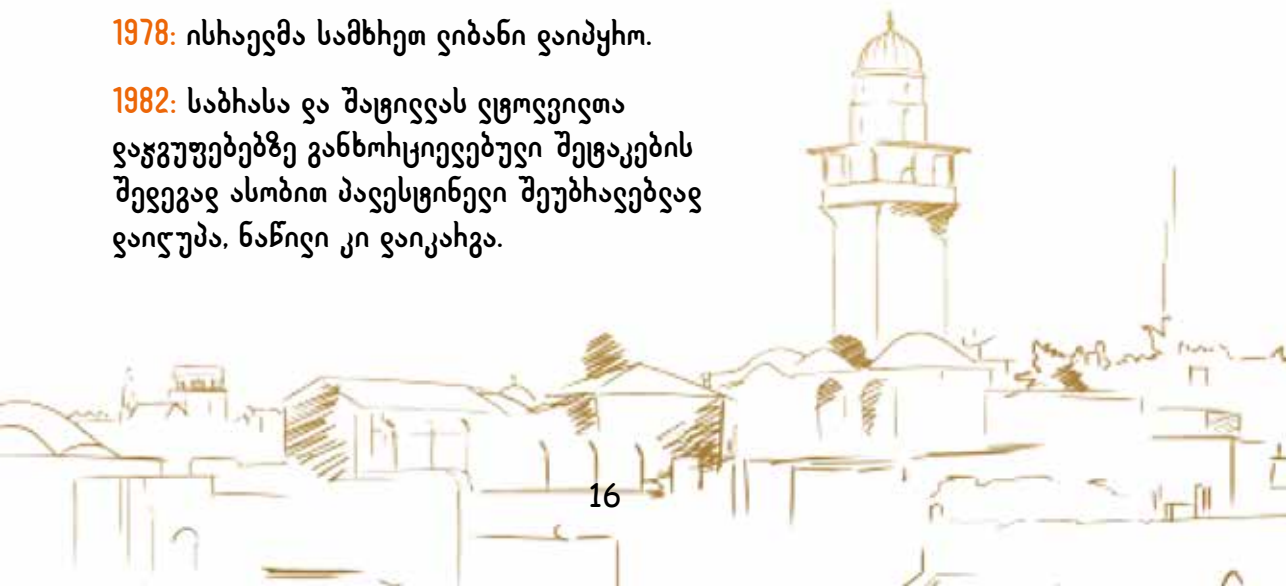 1978: ისრაელმა სამხრეთ ლიბანი დაიპყრო.
1982: საბრასა და შატილლას ლტოლვილთა
დაჯგუფებებზე განხორციელებული შეტაკების
შედეგად ასობით პალესტინელი შეუბრალებლად
დაიღუპა, ნაწილი კი დაიკარგა.
16